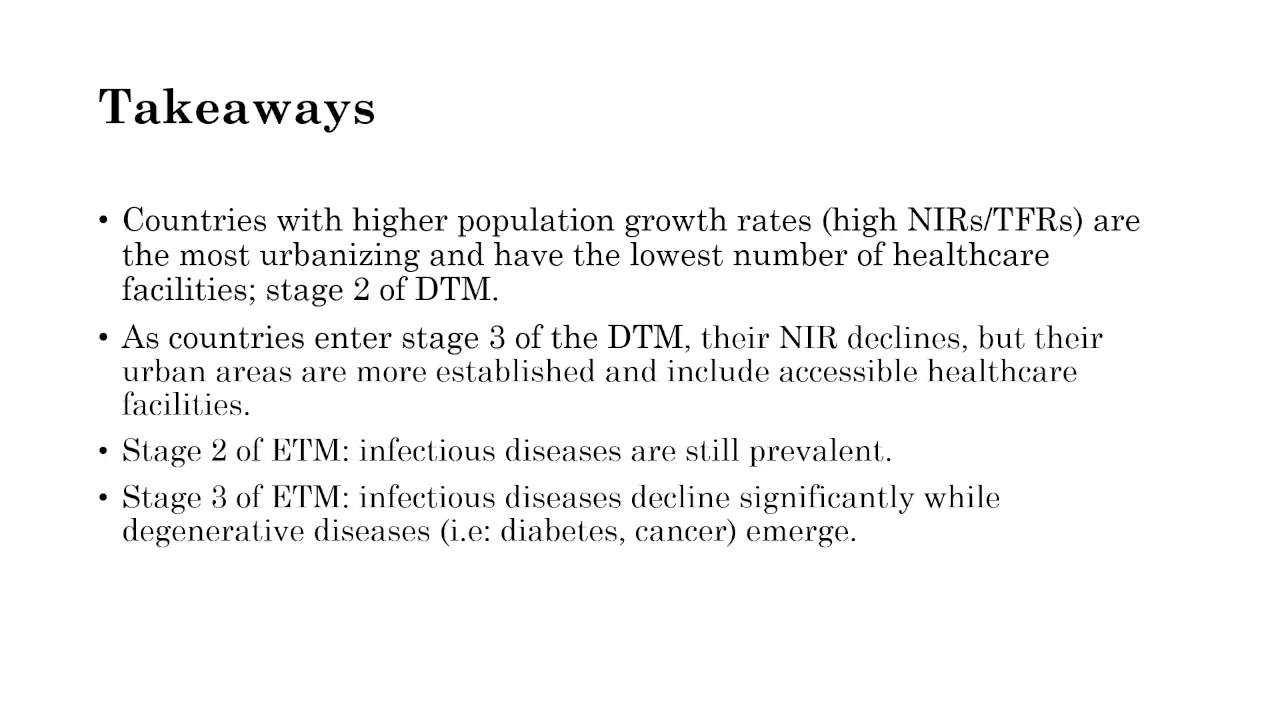 Takeaways
• Countries with higher population growth rates (high NIRs/TFRs) are
the most urbanizing and have the lowest number of healthcare
facilities; stage 2 of DTM.
• As countries enter stage 3 of the DTM, their NIR declines, but their
urban areas are more established and include accessible healthcare
facilities.
• Stage 2 of ETM: infectious diseases are still prevalent.
• Stage 3 of ETM: infectious diseases decline significantly while
degenerative diseases (i.e: diabetes, cancer) emerge.